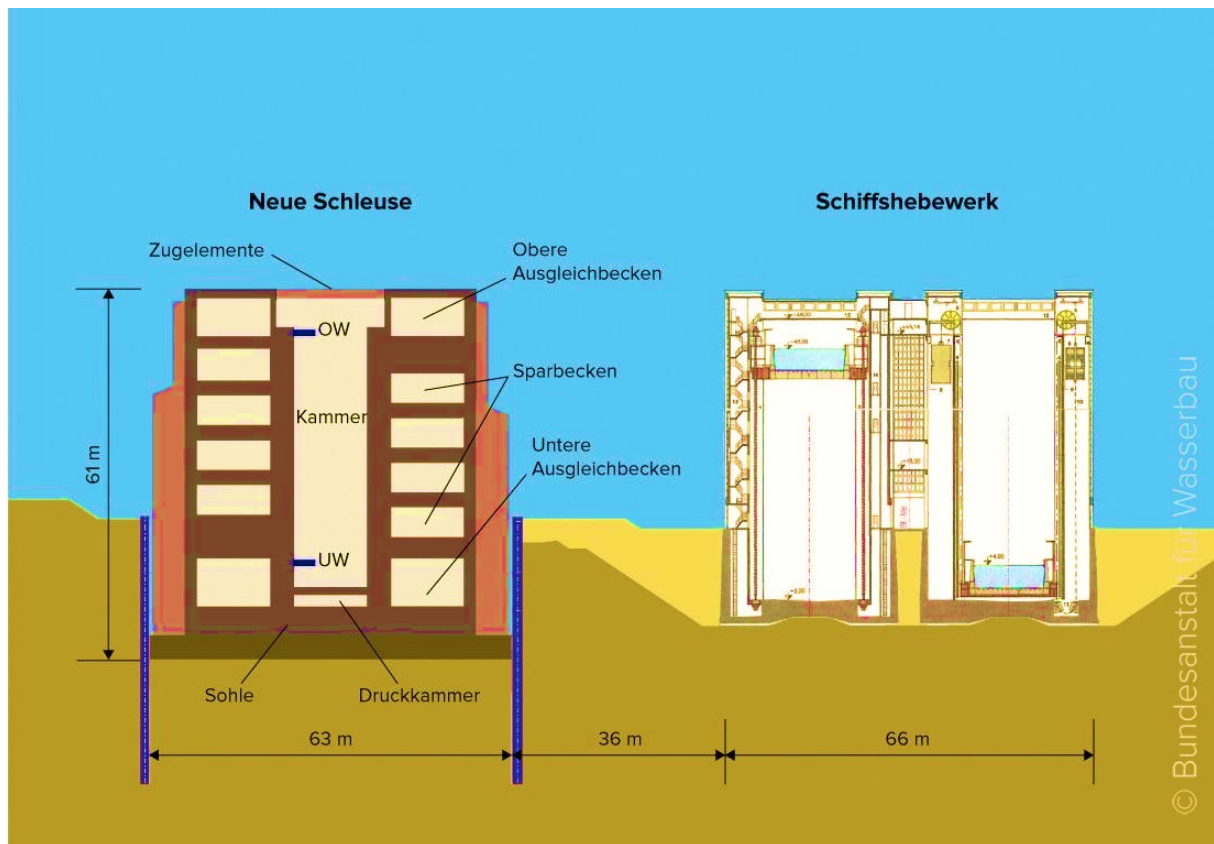 Neue Schleuse
Schiffshebewerk
Zugelemente
Obere
Ausgleichbecken
OW
Sparbecken
Kammer
Untere
Ausgleichbecken
61 m
UW
Sohle
Druckkammer
63 m
36 m
66 m
© Bundesanstalt für Wasserbau